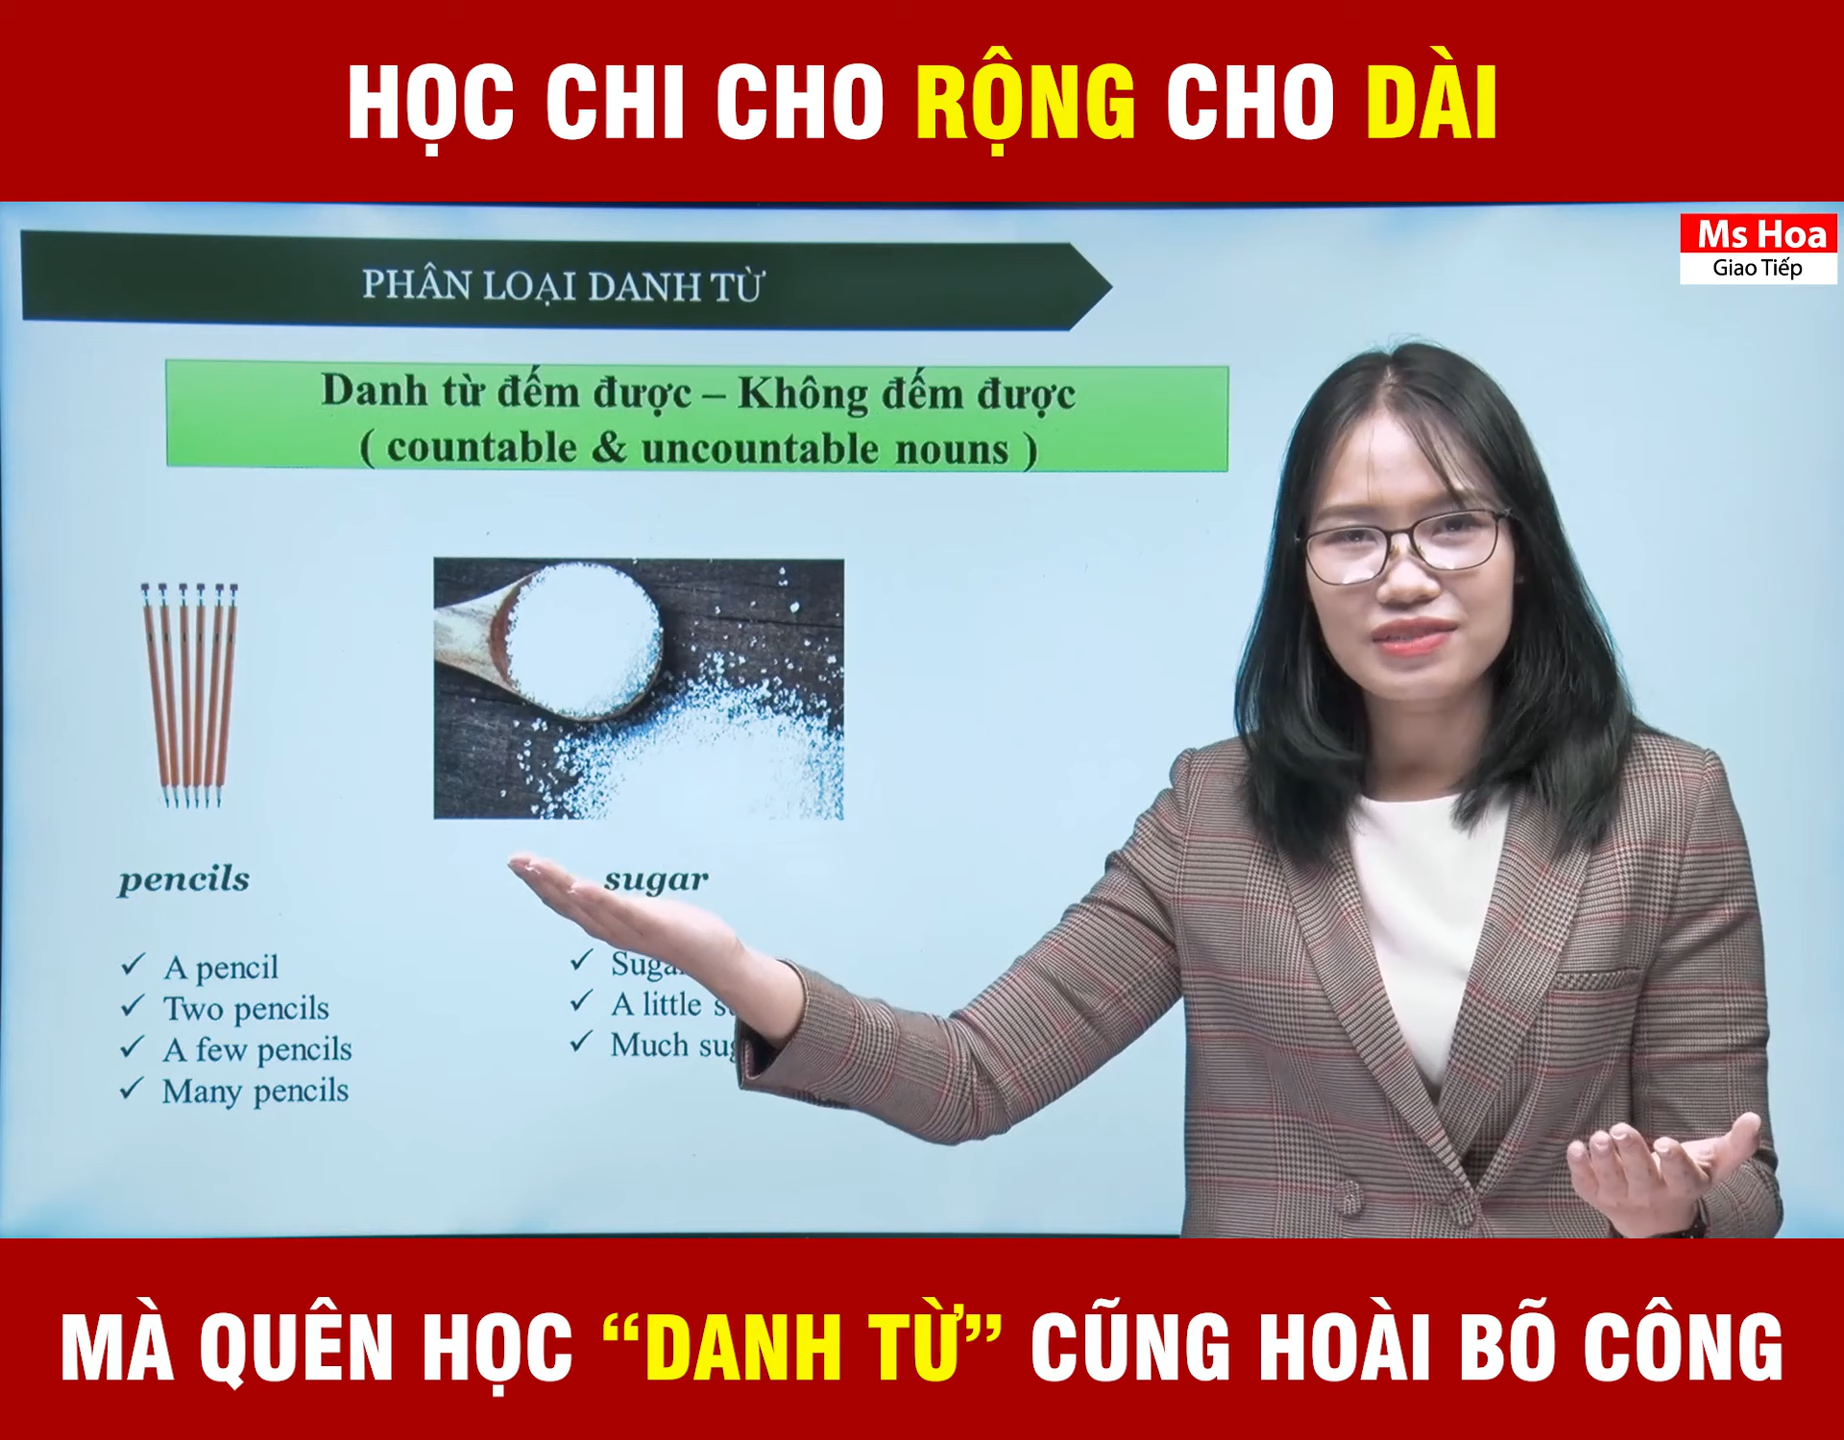 HỌC CHI CHO RỘNG CHO DÀI
Ms Hoa
Giao Tiếp
PHÂN LOẠI DANH TỪ
Danh từ đếm được – Không đếm được
( countable & uncountable nouns )
pencils
✓ A pencil
✓ Two pencils
✓ A few pencils
✓ Many pencils
sugar
✓
✓ A little
✓ Much
MÀ QUÊN HỌC “DANH TỪ” CŨNG HOÀI BÕ CÔNG